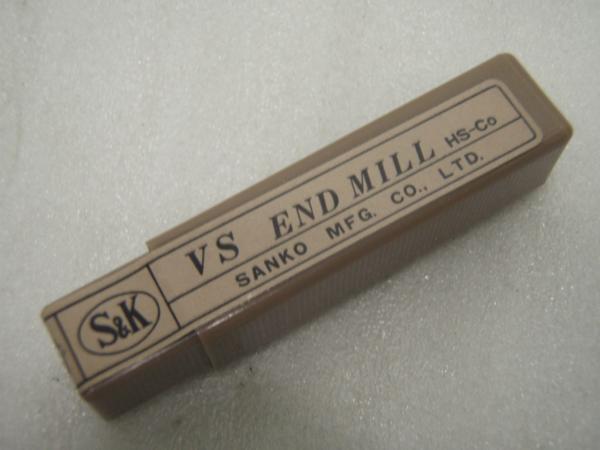 S&K
VS END MILL HS-Co
SANKO MFG. CO., LTD.